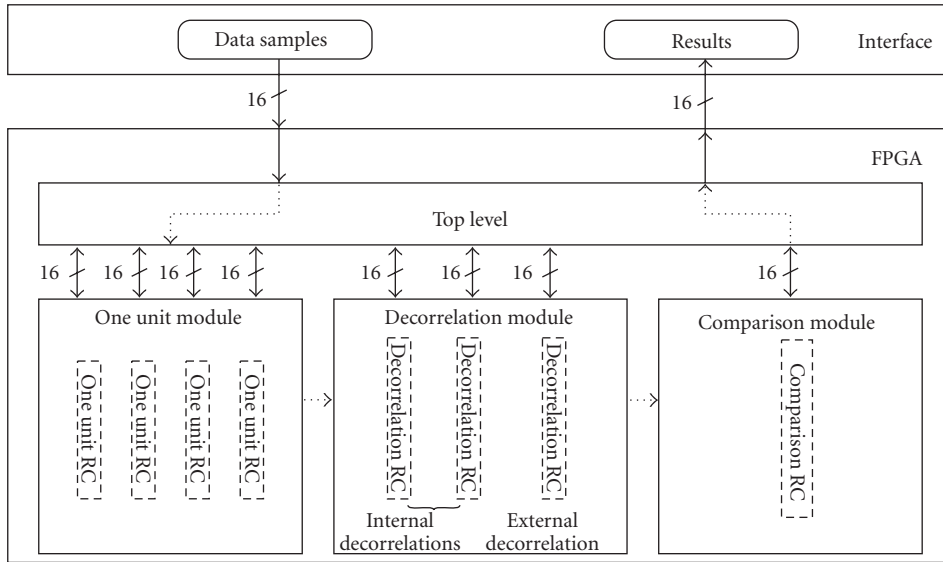 Data samples
Results
Interface
16
16
FPGA
Top level
16
16
16
16
16
16
16
16
One unit module
Decorrelation module
Comparison module
One unit RC
One unit RC
One unit RC
One unit RC
Decorrelation RC
Decorrelation RC
Decorrelation RC
Comparison RC
Internal
decorrelations
External
decorrelation